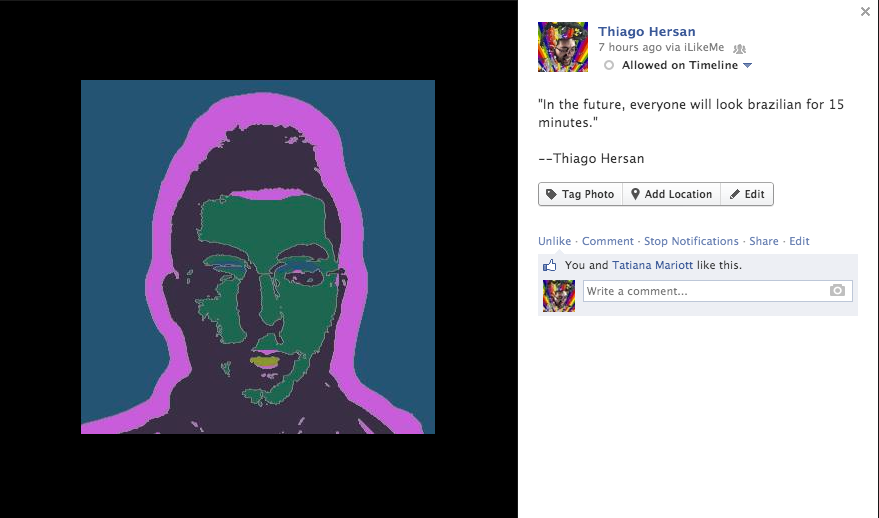 Thiago Hersan
7 hours ago via iLikeMe
Allowed on Timeline
"In the future, everyone will look brazilian for 15
minutes."
--Thiago Hersan
Tag Photo Add Location Edit
Unlike · Comment · Stop Notifications · Share · Edit
You and Tatiana Mariott like this.
Write a comment...